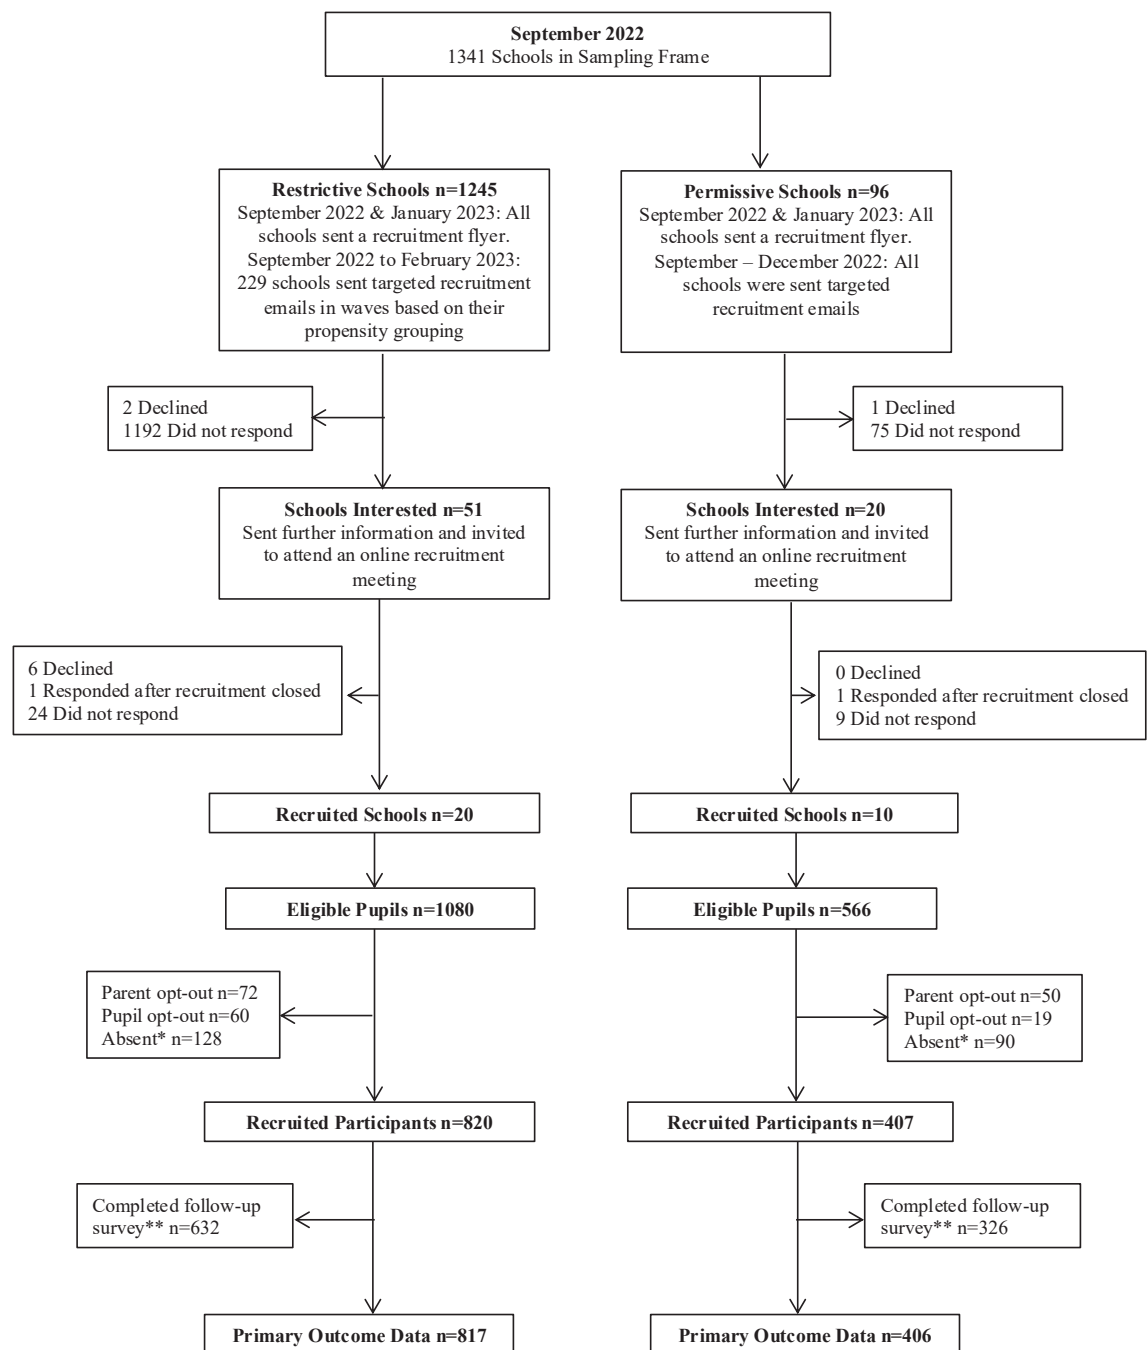 September 2022
1341 Schools in Sampling Frame
Restrictive Schools n=1245
September 2022 & January 2023: All
schools sent a recruitment flyer.
September 2022 to February 2023:
229 schools sent targeted recruitment
emails in waves based on their
propensity grouping
Permissive Schools n=96
September 2022 & January 2023: All
schools sent a recruitment flyer.
September – December 2022: All
schools were sent targeted
recruitment emails
2 Declined
1192 Did not respond
1 Declined
75 Did not respond
Schools Interested n=51
Sent further information and invited
to attend an online recruitment
meeting
Schools Interested n=20
Sent further information and invited
to attend an online recruitment
meeting
6 Declined
1 Responded after recruitment closed
24 Did not respond
0 Declined
1 Responded after recruitment closed
9 Did not respond
Recruited Schools n=20
Recruited Schools n=10
Eligible Pupils n=1080
Eligible Pupils n=566
Parent opt-out n=72
Pupil opt-out n=60
Absent* n=128
Parent opt-out n=50
Pupil opt-out n=19
Absent* n=90
Recruited Participants n=820
Recruited Participants n=407
Completed follow-up
survey** n=632
Completed follow-up
survey** n=326
Primary Outcome Data n=817
Primary Outcome Data n=406